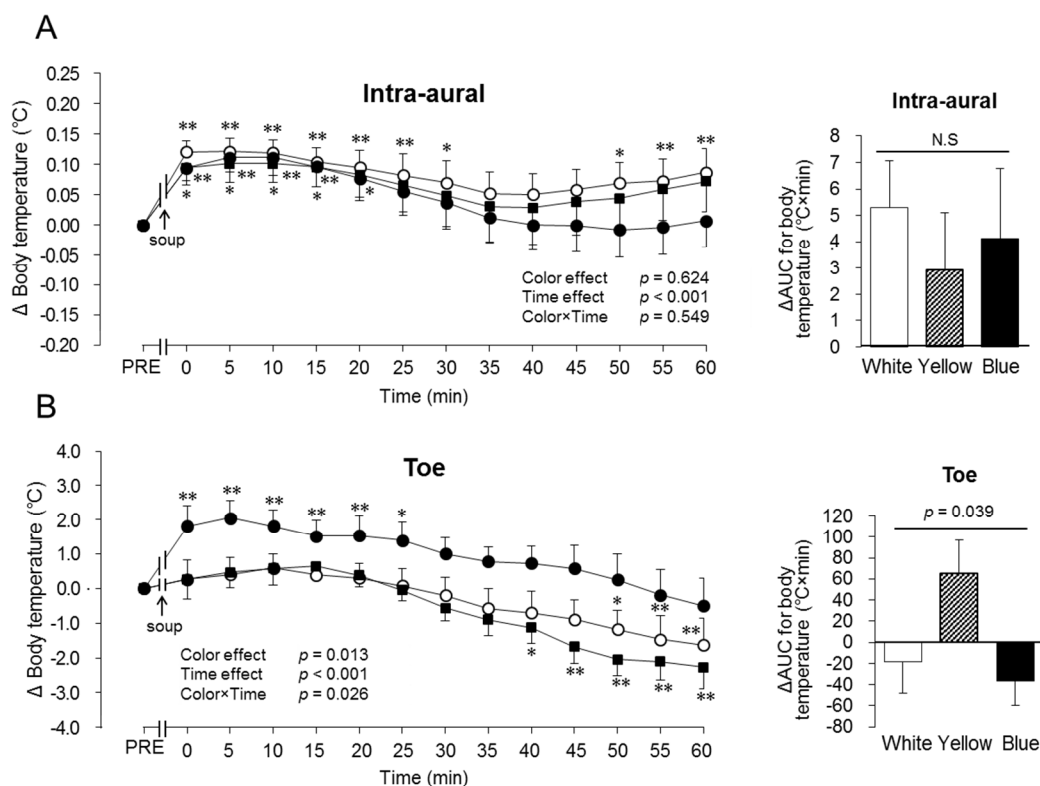 A
Intra-aural
Δ Body temperature (°C)
0.25
0.20
0.15
0.10
0.05
0.00
-0.05
-0.10
-0.15
-0.20
** ** ** ** ** ** * * ** **
** ** ** **
* * * * *
soup
Color effect p = 0.624
Time effect p < 0.001
Color×Time p = 0.549
PRE 0 5 10 15 20 25 30 35 40 45 50 55 60
Time (min)
Intra-aural
ΔAUC for body
temperature (°C×min)
8
7
6
5
4
3
2
1
0
N.S
White Yellow Blue
B
Toe
Δ Body temperature (°C)
4.0
3.0
2.0
1.0
0.0
-1.0
-2.0
-3.0
-4.0
** ** ** ** ** *
* ** **
* ** ** ** **
soup
Color effect p = 0.013
Time effect p < 0.001
Color×Time p = 0.026
PRE 0 5 10 15 20 25 30 35 40 45 50 55 60
Time (min)
Toe
ΔAUC for body
temperature (°C×min)
120
100
80
60
40
20
0
-20
-40
-60
-80
p = 0.039
White Yellow Blue